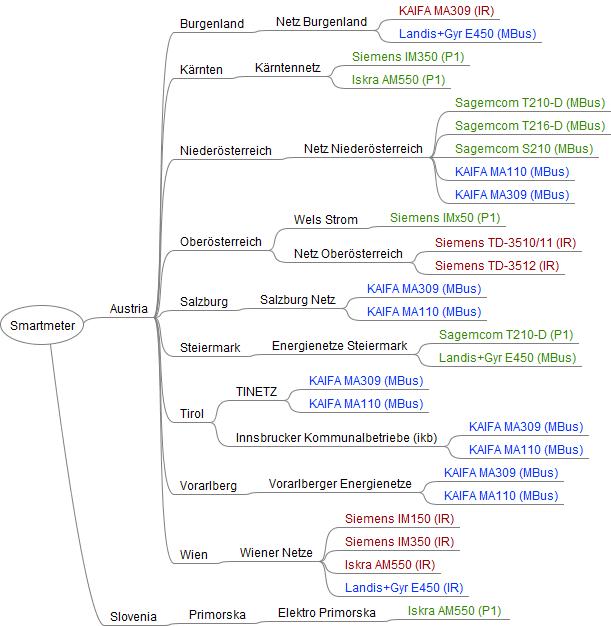 Smartmeter
Austria
Burgenland
Netz Burgenland
KAIFA MA309 (IR)
Landis+Gyr E450 (MBus)
Kärnten
Kärntennetz
Siemens IM350 (P1)
Iskra AM550 (P1)
Niederösterreich
Netz Niederösterreich
Sagemcom T210-D (MBus)
Sagemcom T216-D (MBus)
Sagemcom S210 (MBus)
KAIFA MA110 (MBus)
KAIFA MA309 (MBus)
Oberösterreich
Wels Strom
Siemens IMx50 (P1)
Netz Oberösterreich
Siemens TD-3510/11 (IR)
Siemens TD-3512 (IR)
Salzburg
Salzburg Netz
KAIFA MA309 (MBus)
KAIFA MA110 (MBus)
Steiermark
Energienetze Steiermark
Sagemcom T210-D (P1)
Landis+Gyr E450 (MBus)
Tirol
TINETZ
KAIFA MA309 (MBus)
KAIFA MA110 (MBus)
Innsbrucker Kommunalbetriebe (ikb)
KAIFA MA309 (MBus)
KAIFA MA110 (MBus)
Vorarlberg
Vorarlberger Energienetze
KAIFA MA309 (MBus)
KAIFA MA110 (MBus)
Wien
Wiener Netze
Siemens IM150 (IR)
Siemens IM350 (IR)
Iskra AM550 (IR)
Landis+Gyr E450 (IR)
Slovenia
Primorska
Elektro Primorska
Iskra AM550 (P1)